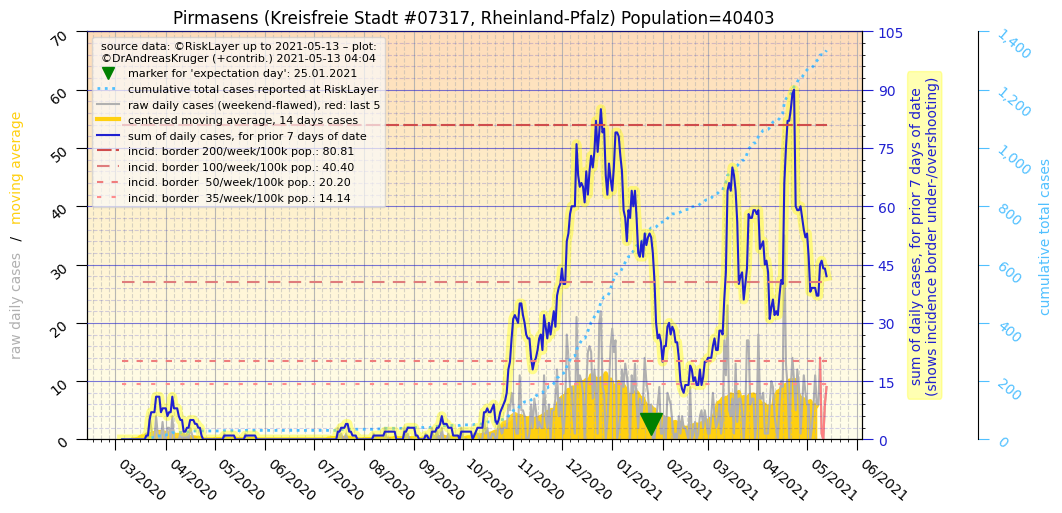 Pirmasens (Kreisfreie Stadt #07317, Rheinland-Pfalz) Population=40403
source data: ©RiskLayer up to 2021-05-13 – plot:
©DrAndreasKruger (+contrib.) 2021-05-13 04:04
marker for 'expectation day': 25.01.2021
cumulative total cases reported at RiskLayer
raw daily cases (weekend-flawed), red: last 5
centered moving average, 14 days cases
sum of daily cases, for prior 7 days of date
incid. border 200/week/100k pop.: 80.81
incid. border 100/week/100k pop.: 40.40
incid. border  50/week/100k pop.: 20.20
incid. border  35/week/100k pop.: 14.14
raw daily cases  /  moving average
70
60
50
40
30
20
10
0
03/2020
04/2020
05/2020
06/2020
07/2020
08/2020
09/2020
10/2020
11/2020
12/2020
01/2021
02/2021
03/2021
04/2021
05/2021
06/2021
105
90
75
60
45
30
15
0
sum of daily cases, for prior 7 days of date
(shows incidence border under-/overshooting)
1,400
1,200
1,000
800
600
400
200
0
cumulative total cases